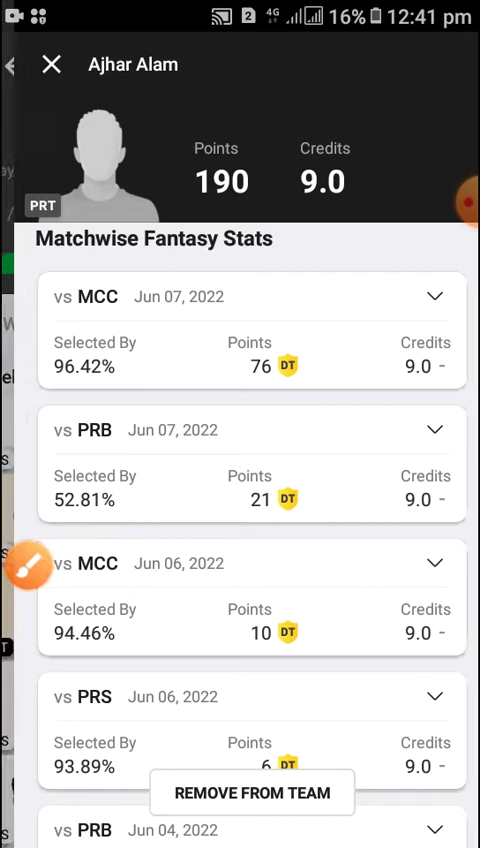 2 4G 16% 12:41 pm
Ajhar Alam
Points Credits
190 9.0
PRT
Matchwise Fantasy Stats
vs MCC Jun 07, 2022
Selected By Points Credits
96.42% 76 DT 9.0 -
vs PRB Jun 07, 2022
Selected By Points Credits
52.81% 21 DT 9.0 -
vs MCC Jun 06, 2022
Selected By Points Credits
94.46% 10 DT 9.0 -
vs PRS Jun 06, 2022
Selected By Points Credits
93.89% 6 DT 9.0 -
REMOVE FROM TEAM
vs PRB Jun 04, 2022